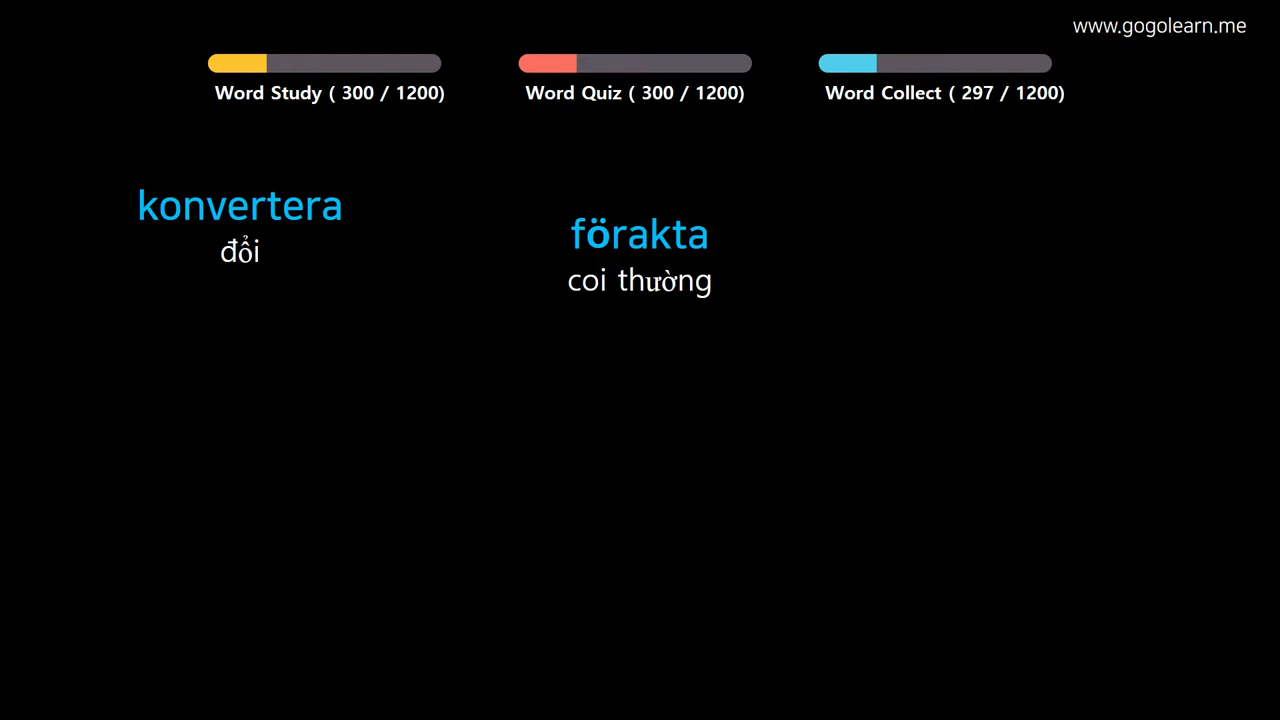 www.gogolearn.me
Word Study ( 300 / 1200)
Word Quiz ( 300 / 1200)
Word Collect ( 297 / 1200)
konvertera
đổi
förakta
coi thường